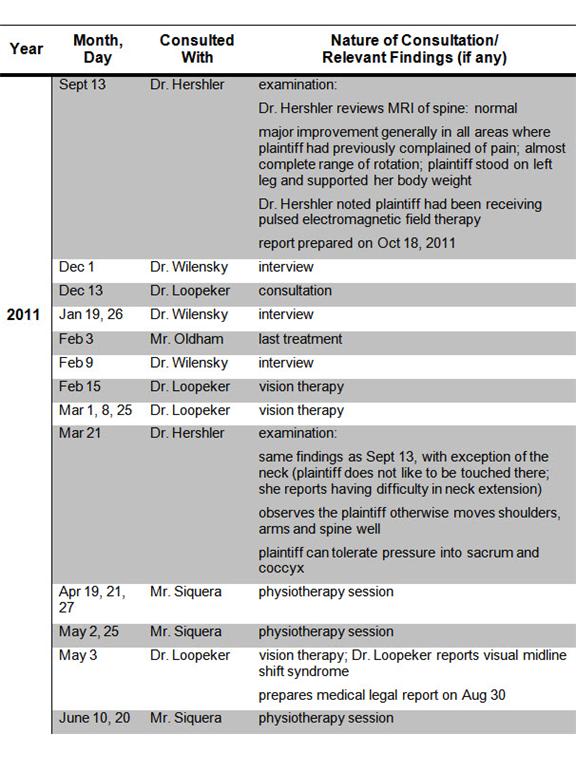 Year
Month, Day
Consulted With
Nature of Consultation/
Relevant Findings (if any)
2011
Sept 13 Dr. Hershler examination:
Dr. Hershler reviews MRI of spine: normal
major improvement generally in all areas where
plaintiff had previously complained of pain; almost
complete range of rotation; plaintiff stood on left
leg and supported her body weight
Dr. Hershler noted plaintiff had been receiving
pulsed electromagnetic field therapy
report prepared on Oct 18, 2011
Dec 1 Dr. Wilensky interview
Dec 13 Dr. Loopeker consultation
Jan 19, 26 Dr. Wilensky interview
Feb 3 Mr. Oldham last treatment
Feb 9 Dr. Wilensky interview
Feb 15 Dr. Loopeker vision therapy
Mar 1, 8, 25 Dr. Loopeker vision therapy
Mar 21 Dr. Hershler examination:
same findings as Sept 13, with exception of the
neck (plaintiff does not like to be touched there;
she reports having difficulty in neck extension)
observes the plaintiff otherwise moves shoulders,
arms and spine well
plaintiff can tolerate pressure into sacrum and
coccyx
Apr 19, 21, Mr. Siquera physiotherapy session
27
May 2, 25 Mr. Siquera physiotherapy session
May 3 Dr. Loopeker vision therapy; Dr. Loopeker reports visual midline
shift syndrome
prepares medical legal report on Aug 30
June 10, 20 Mr. Siquera physiotherapy session